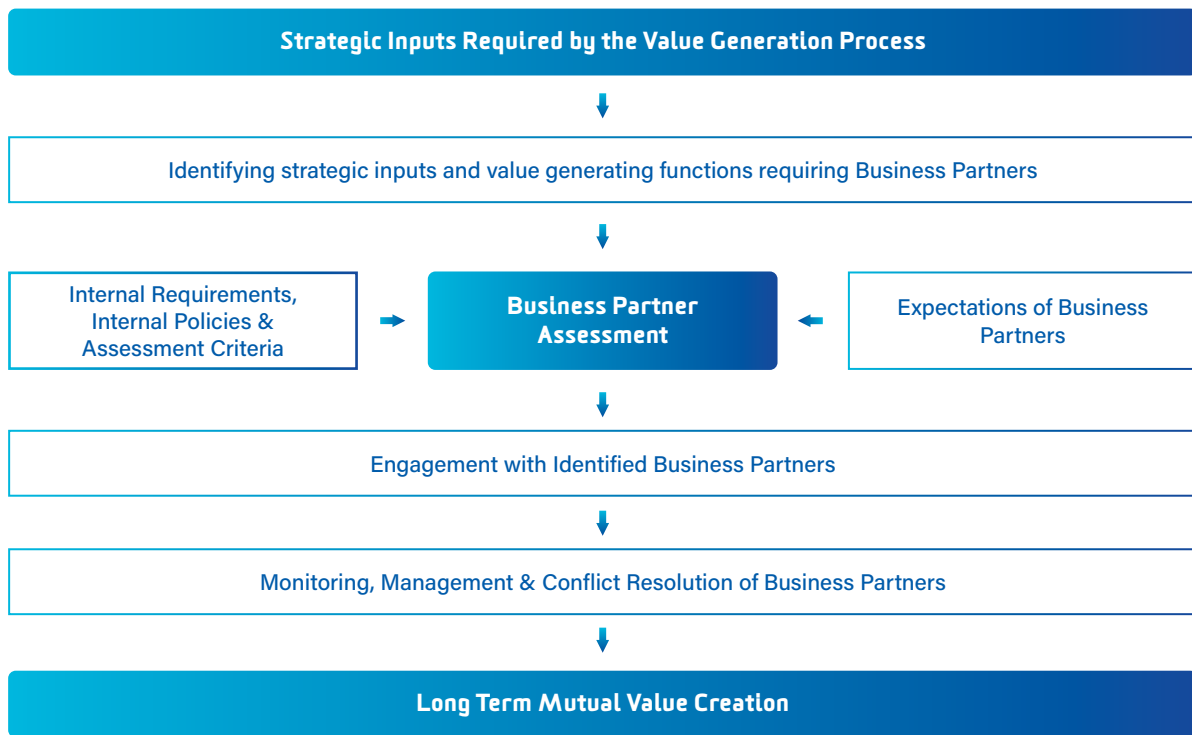 Strategic Inputs Required by the Value Generation Process
Identifying strategic inputs and value generating functions requiring Business Partners
Internal Requirements,
Internal Policies &
Assessment Criteria
Business Partner
Assessment
Expectations of Business
Partners
Engagement with Identified Business Partners
Monitoring, Management & Conflict Resolution of Business Partners
Long Term Mutual Value Creation